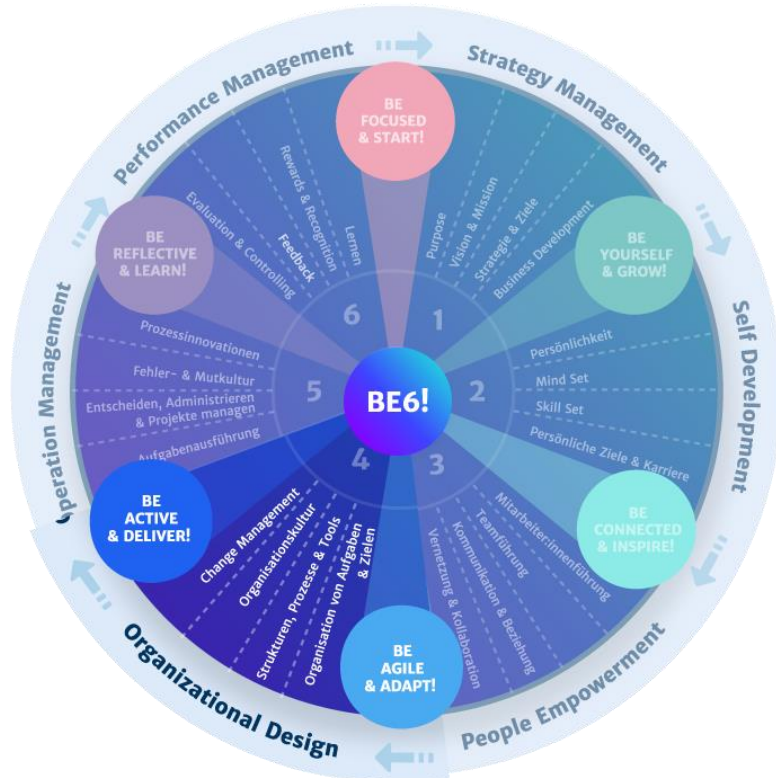 Performance Management
Strategy Management
Self Development
People Empowerment
Organizational Design
Operation Management
BE
FOCUSED
& START!
BE
YOURSELF
& GROW!
BE
CONNECTED
& INSPIRE!
BE
AGILE
& ADAPT!
BE
ACTIVE
& DELIVER!
BE
REFLECTIVE
& LEARN!
BE6!
1
Purpose
Vision & Mission
Strategie & Ziele
Business Development
2
Persönlichkeit
Mind Set
Skill Set
Persönliche Ziele & Karriere
3
Mitarbeiter:innenführung
Teamführung
Kommunikation & Beziehung
Vernetzung & Kollaboration
4
Organisation von Aufgaben
& Zielen
Strukturen, Prozesse & Tools
Organisationskultur
Change Management
5
Aufgabenausführung
Entscheiden, Administrieren
& Projekte managen
Fehler- & Mutkultur
Prozessinnovationen
6
Evaluation & Controlling
Feedback
Rewards & Recognition
Lernen